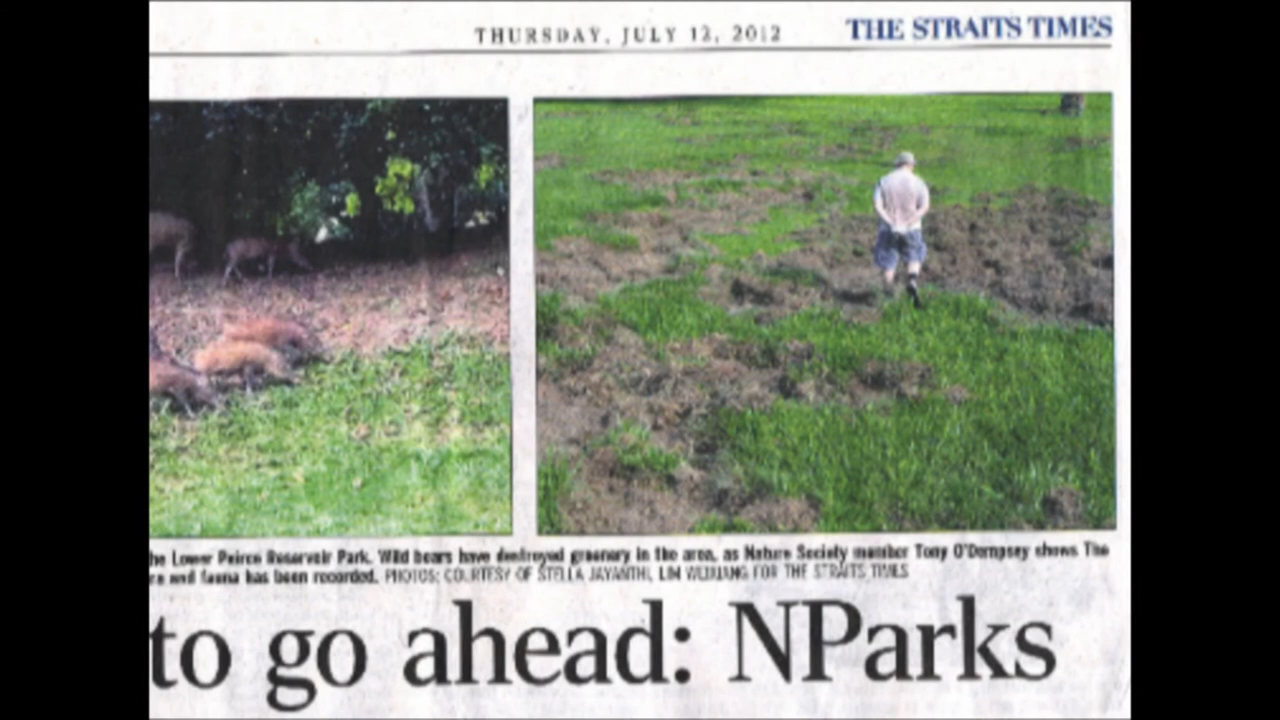 THURSDAY, JULY 12, 2012 THE STRAITS TIMES
he Lower Peirce Reservoir Park. Wild boars have destroyed greenery in the area, as Nature Society member Tony O'Dempsey shows The
re and fauna has been recorded. PHOTOS: COURTESY OF STELLA JAYANTHI, LIM WEIXIANG FOR THE STRAITS TIMES
to go ahead: NParks